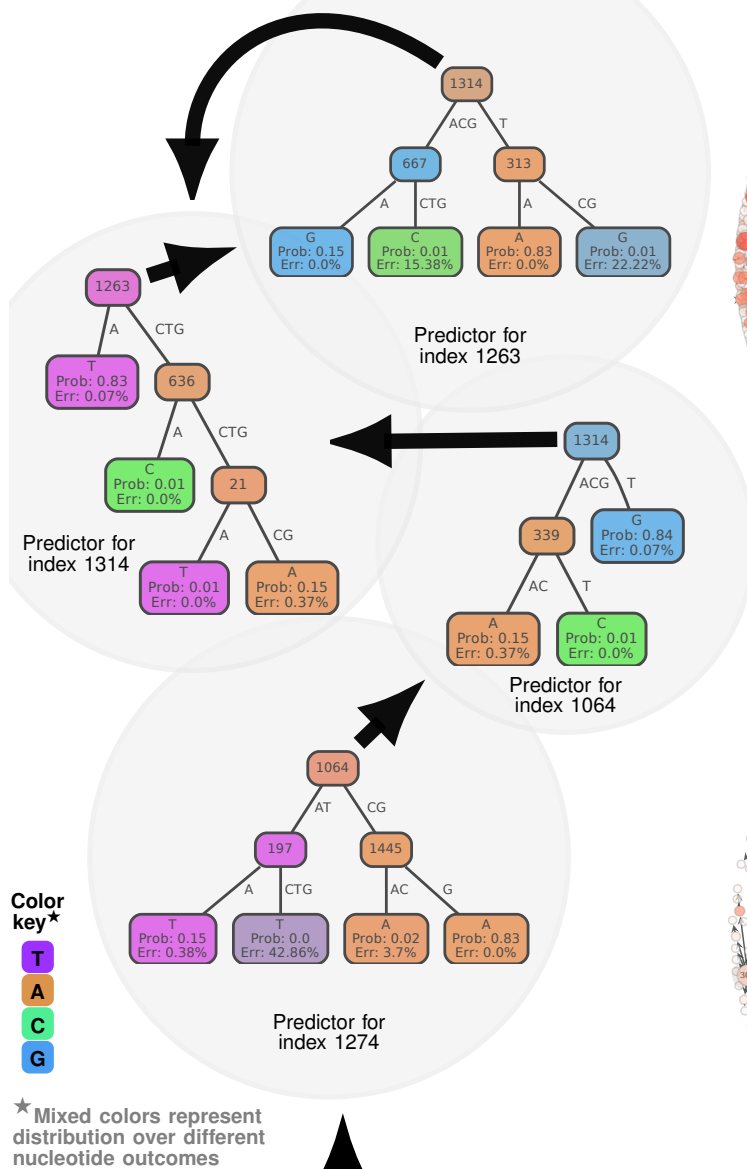 1314
ACG T
667 313
A CTG A CG
G
Prob: 0.15
Err: 0.0%
C
Prob: 0.01
Err: 15.38%
A
Prob: 0.83
Err: 0.0%
G
Prob: 0.01
Err: 22.22%
Predictor for
index 1263
1263
A CTG
T
Prob: 0.83
Err: 0.07%
636
A CTG
C
Prob: 0.01
Err: 0.0%
21
A CG
T
Prob: 0.01
Err: 0.0%
A
Prob: 0.15
Err: 0.37%
Predictor for
index 1314
1314
ACG T
339
G
Prob: 0.84
Err: 0.07%
AC T
A
Prob: 0.15
Err: 0.37%
C
Prob: 0.01
Err: 0.0%
Predictor for
index 1064
1064
AT CG
197 1445
A CTG AC G
T
Prob: 0.15
Err: 0.38%
T
Prob: 0.0
Err: 42.86%
A
Prob: 0.02
Err: 3.7%
A
Prob: 0.83
Err: 0.0%
Predictor for
index 1274
Color
key★
T
A
C
G
★Mixed colors represent
distribution over different
nucleotide outcomes